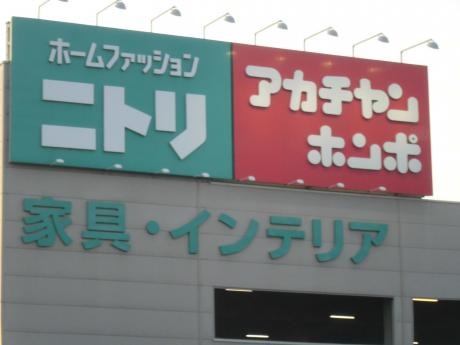 ホームファッション
ニトリ
アカチャン
ホンポ
家具・インテリア